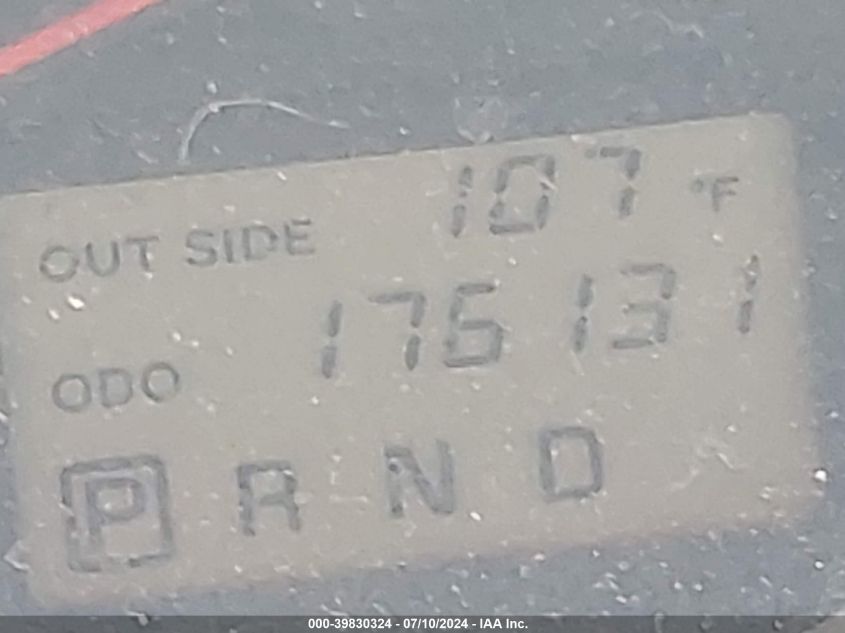 OUT SIDE 107 °F
ODO 176131
P R N D
000-39830324 - 07/10/2024 - IAA Inc.